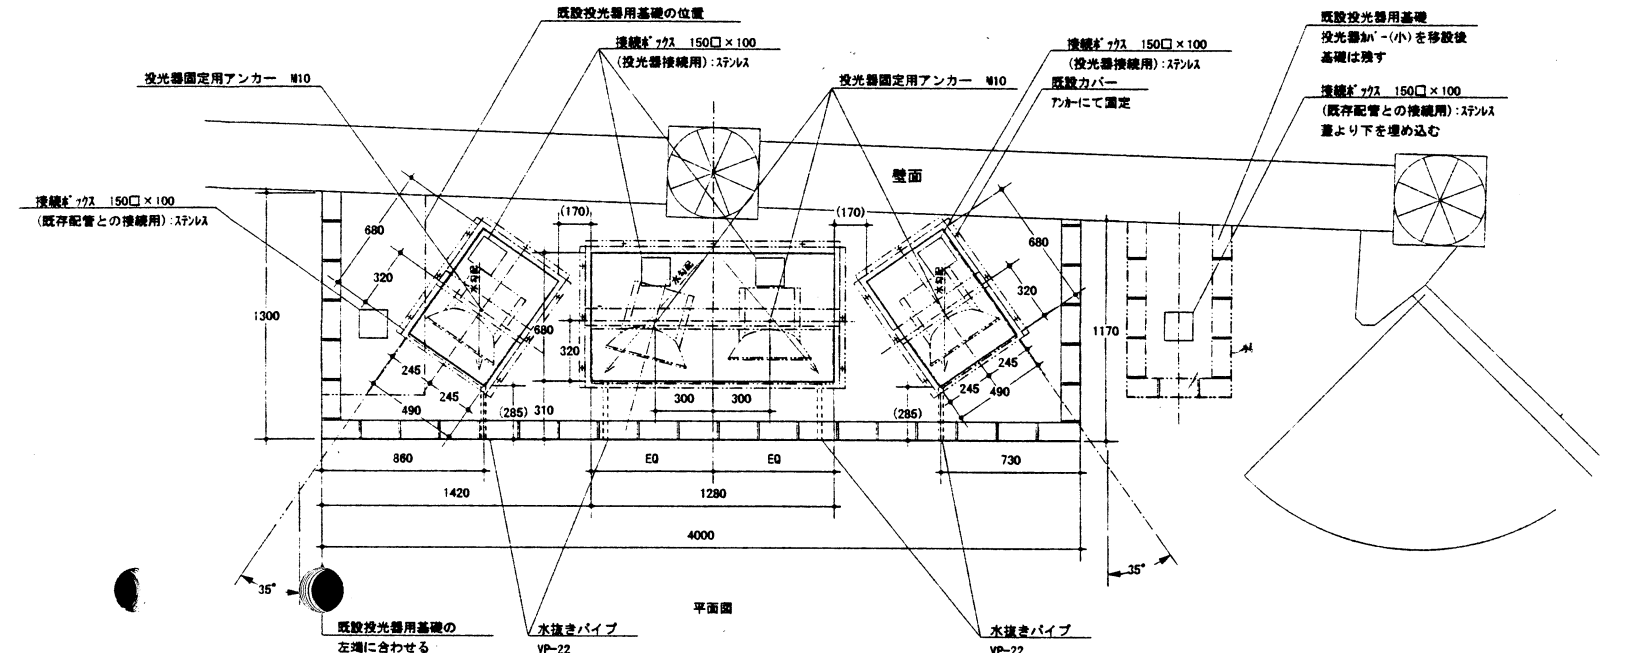 既設投光器用基礎の位置
接続ボックス 150□×100
(投光器接続用):ステンレス
投光器固定用アンカー M10
接続ボックス 150□×100
(既存配管との接続用):ステンレス
投光器固定用アンカー M10
接続ボックス 150□×100
(投光器接続用):ステンレス
既設カバー
アンカーにて固定
既設投光器用基礎
投光器カバー(小)を移設後
基礎は残す
接続ボックス 150□×100
(既存配管との接続用):ステンレス
蓋より下を埋め込む
壁面
(170)
(170)
680
320
水勾配
水勾配
水勾配
680
320
1300
680
320
1170
245
245
490
(285)
310
300
300
(285)
245
245
490
860
EQ
EQ
730
1420
1280
4000
35°
35°
平面図
既設投光器用基礎の
左端に合わせる
水抜きパイプ
VP-22
水抜きパイプ
VP-22